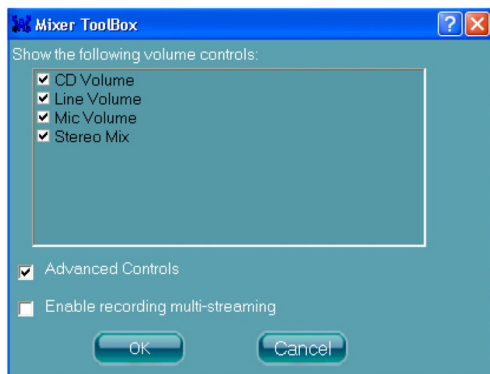 Mixer ToolBox
Show the following volume controls:
CD Volume
Line Volume
Mic Volume
Stereo Mix
Advanced Controls
Enable recording multi-streaming
OK
Cancel